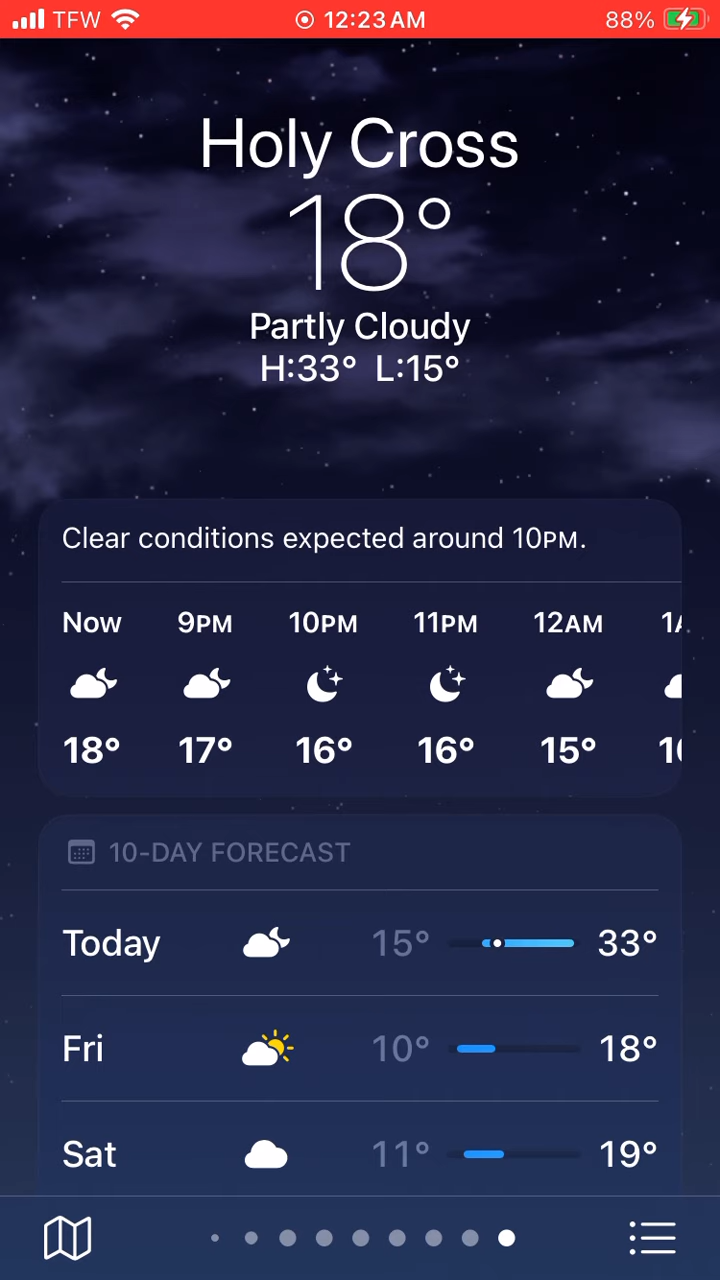 TFW 12:23 AM 88%
Holy Cross
18°
Partly Cloudy
H:33° L:15°
Clear conditions expected around 10PM.
Now 9PM 10PM 11PM 12AM
18° 17° 16° 16° 15°
10-DAY FORECAST
Today 15° 33°
Fri 10° 18°
Sat 11° 19°